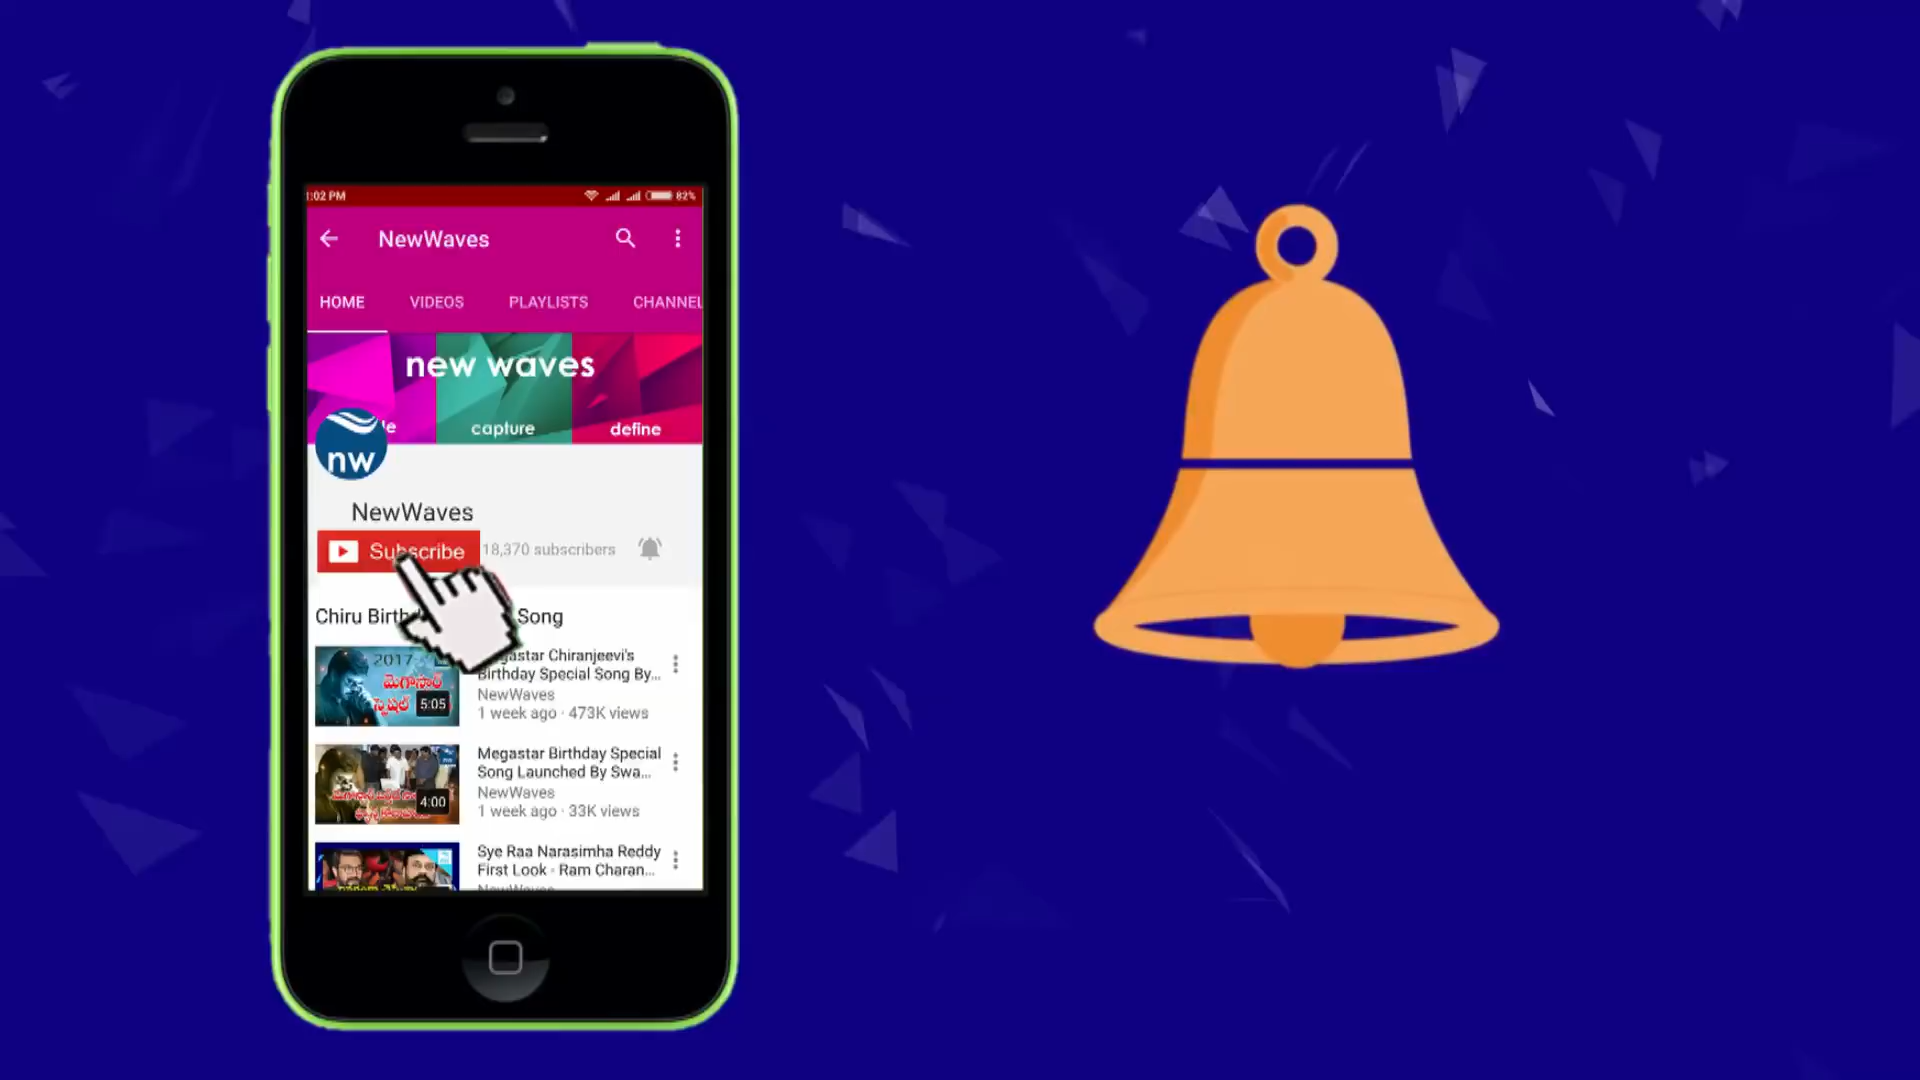 1:02 PM
82%
NewWaves
HOME VIDEOS PLAYLISTS CHANNEL
new waves
capture
define
nw
NewWaves
Subscribe
18,370 subscribers
Song
2017
మెగాస్టార్
స్పెషల్
5:05
Chiranjeevi's
Birthday Special Song By...
NewWaves
1 week ago · 473K views
4:00
Megastar Birthday Special
Song Launched By Swa...
NewWaves
1 week ago · 33K views
Sye Raa Narasimha Reddy
First Look - Ram Charan...